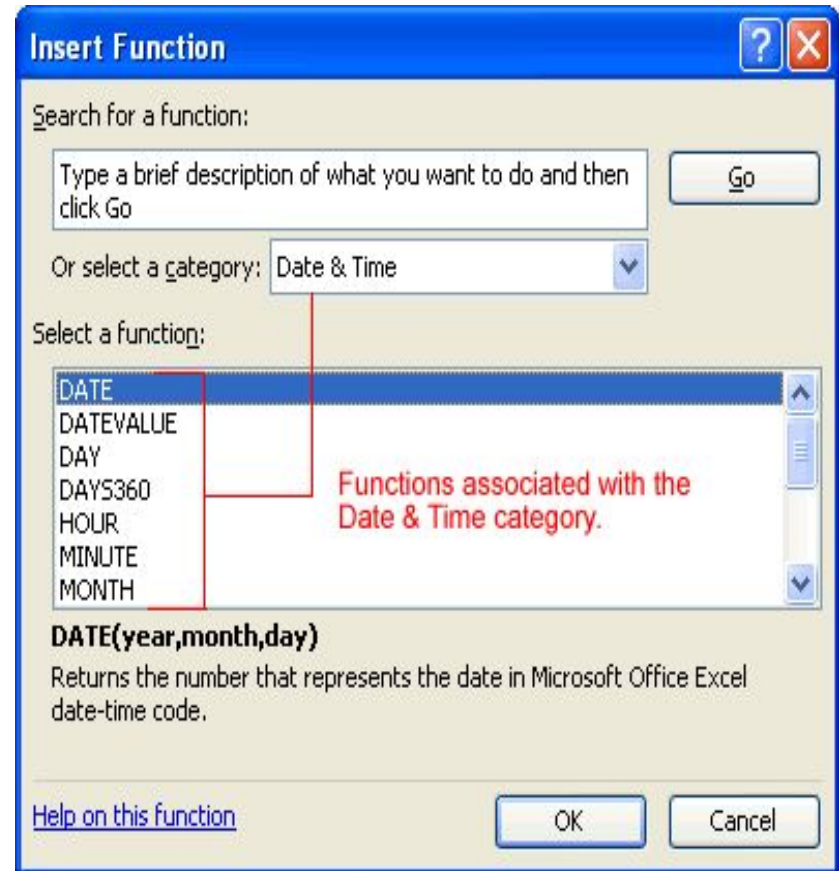 Insert Function
Search for a function:
Type a brief description of what you want to do and then
click Go
Go
Or select a category: Date & Time
Select a function:
DATE
DATEVALUE
DAY
DAYS360
HOUR
MINUTE
MONTH
Functions associated with the
Date & Time category.
DATE(year,month,day)
Returns the number that represents the date in Microsoft Office Excel
date-time code.
Help on this function
OK
Cancel